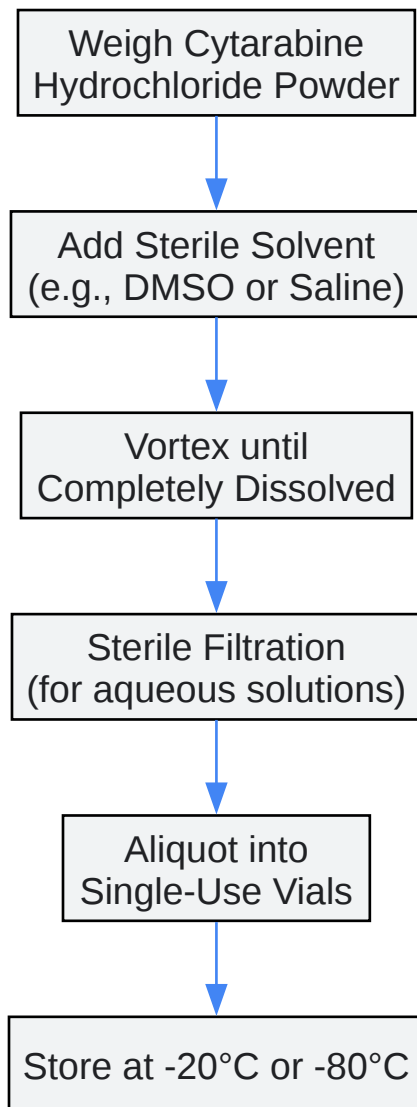 Weigh Cytarabine
Hydrochloride Powder
Add Sterile Solvent
(e.g., DMSO or Saline)
Vortex until
Completely Dissolved
Sterile Filtration
(for aqueous solutions)
Aliquot into
Single-Use Vials
Store at -20°C or -80°C